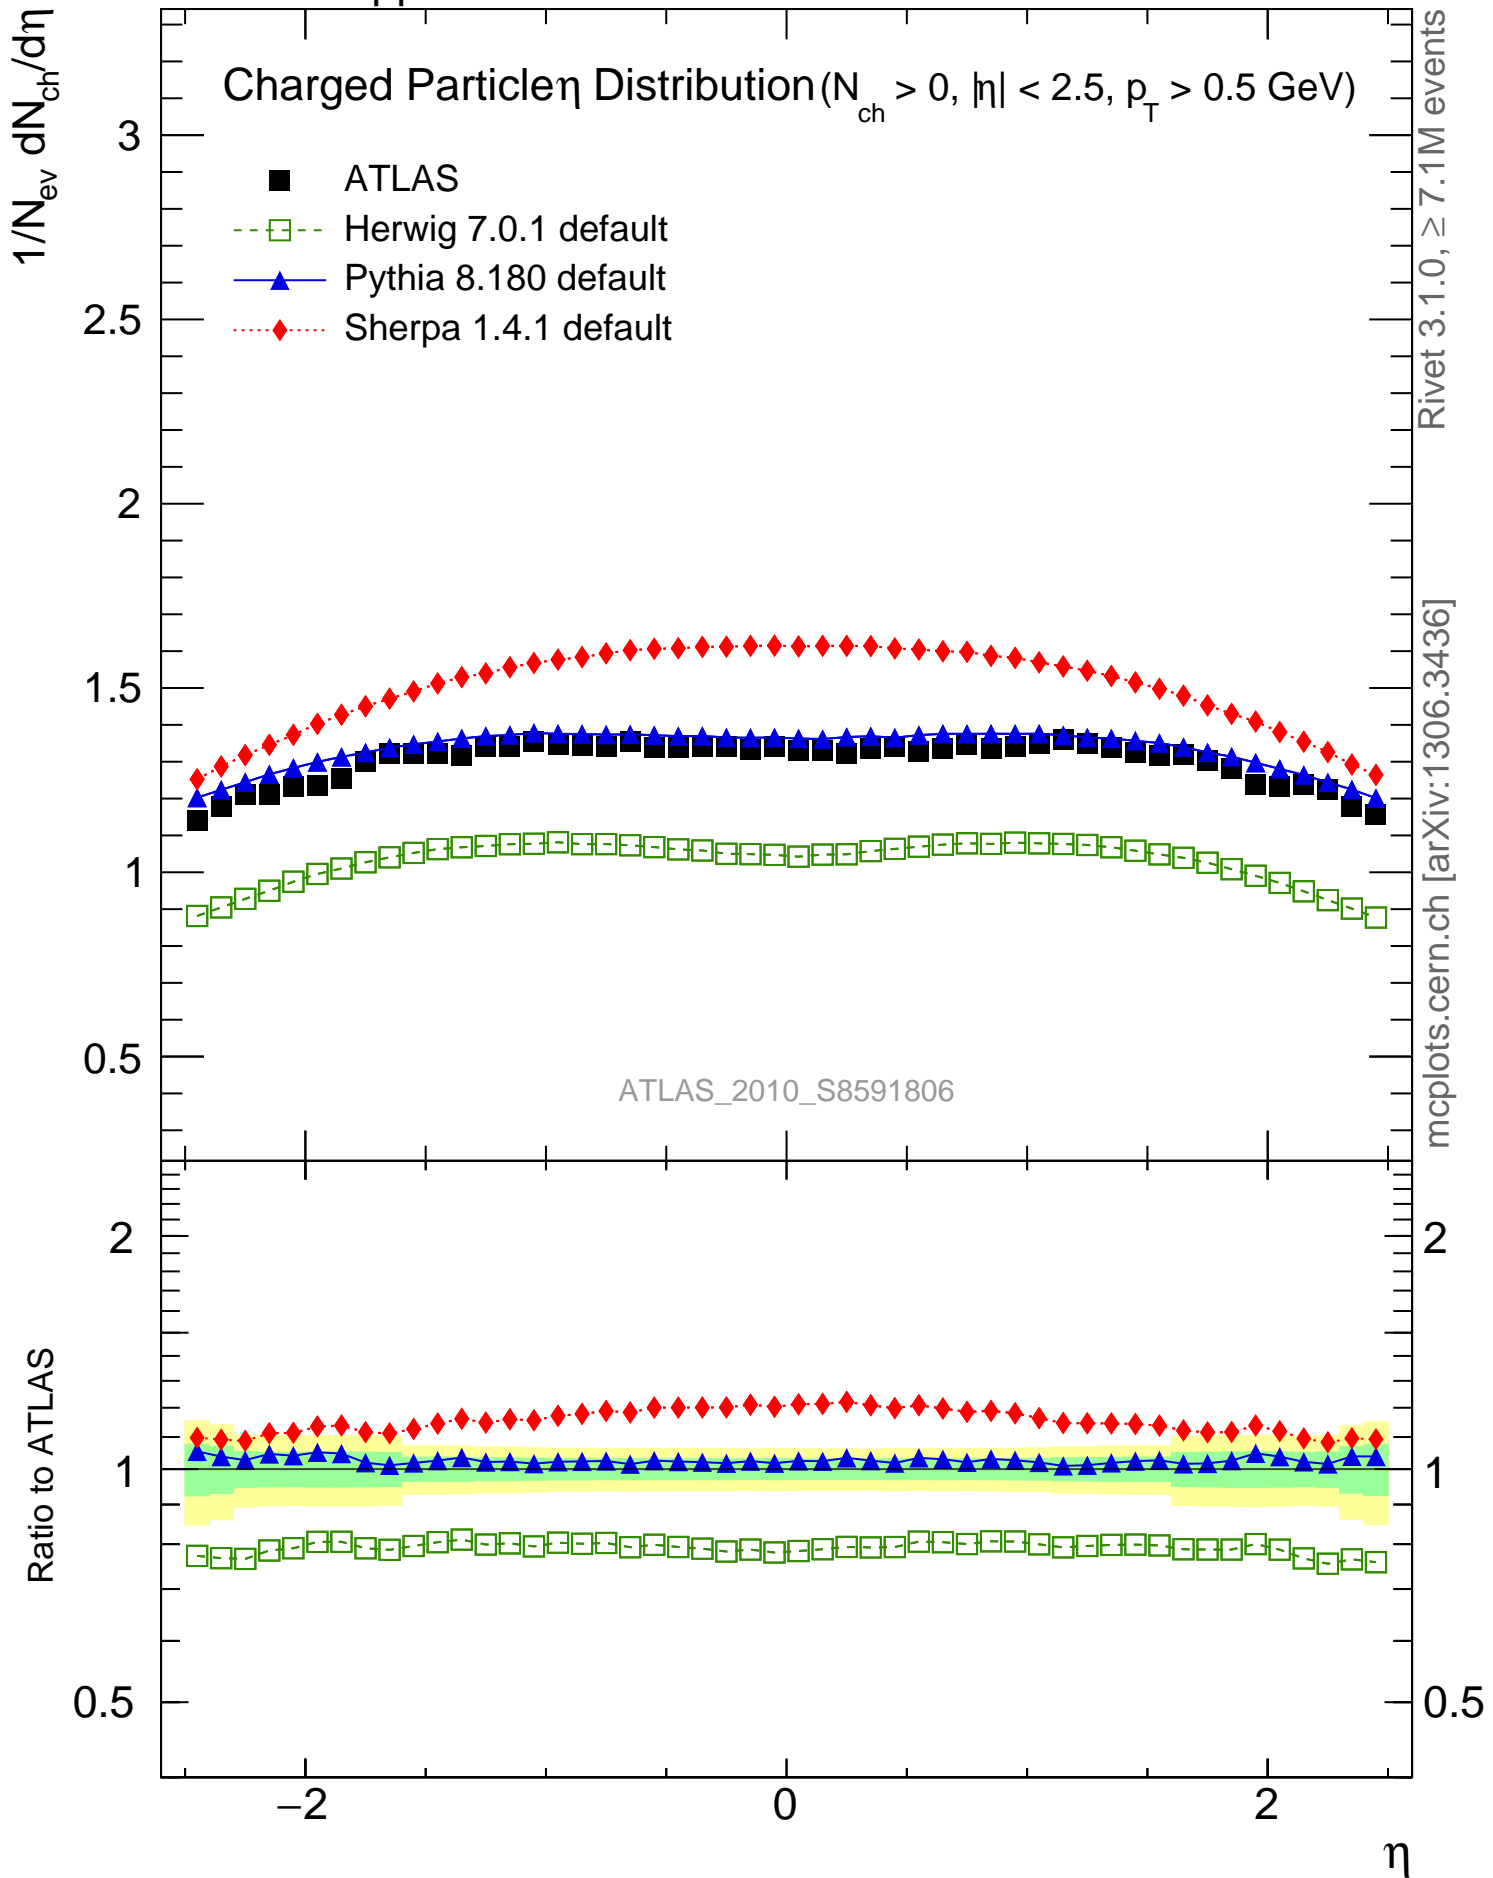 1/N_ev dN_ch/dη
Charged Particleη Distribution (N_ch > 0, |η| < 2.5, p_T > 0.5 GeV)
ATLAS
Herwig 7.0.1 default
Pythia 8.180 default
Sherpa 1.4.1 default
3
2.5
2
1.5
1
0.5
ATLAS_2010_S8591806
Rivet 3.1.0, ≥ 7.1M events
mcplots.cern.ch [arXiv:1306.3436]
Ratio to ATLAS
2
1
0.5
2
1
0.5
−2
0
2
η